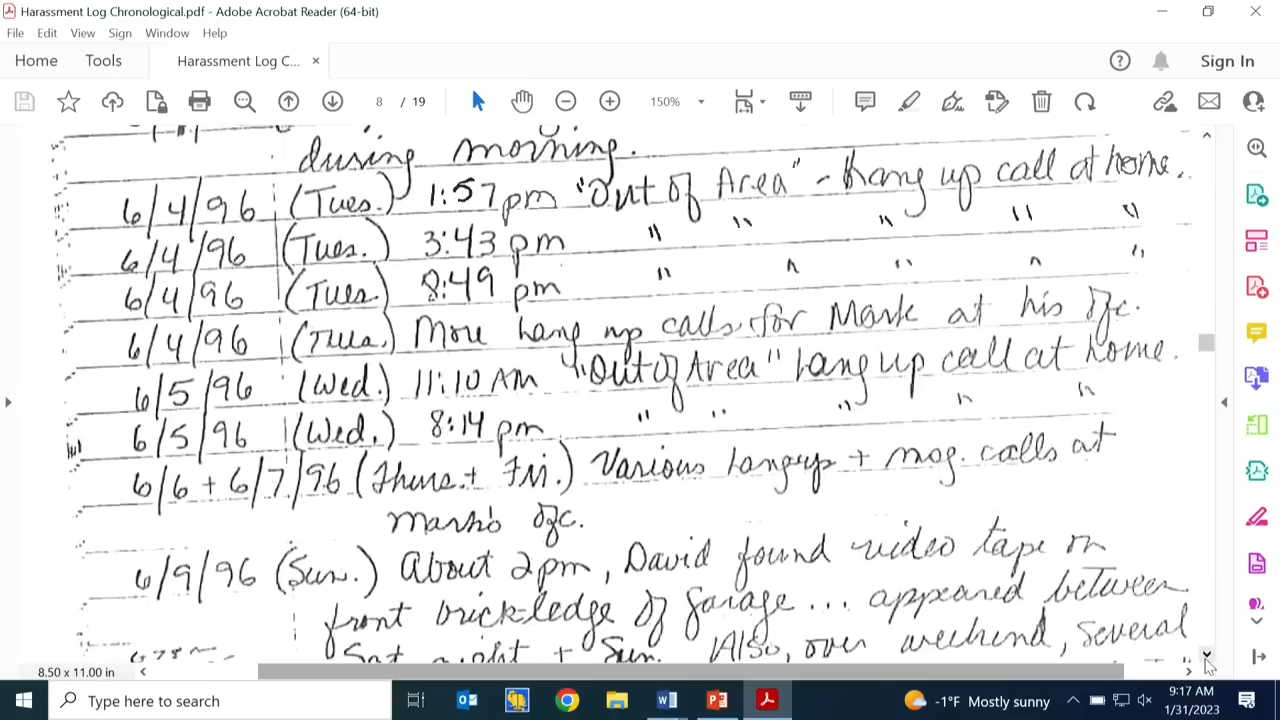 Harassment Log Chronological.pdf - Adobe Acrobat Reader (64-bit)
File Edit View Sign Window Help
Home Tools Harassment Log C... × Sign In
8 / 19 150%
during morning.
6/4/96 (Tues.) 1:57 pm "Out of Area" - hang up call at home.
6/4/96 (Tues.) 3:43 pm " " " " "
6/4/96 (Tues) 8:49 pm " " " " "
6/4/96 (Tues.) More hang up calls for Mark at his ofc.
6/5/96 (Wed.) 11:10 AM "Out of Area" hang up call at home.
6/5/96 (Wed.) 8:14 pm " " " " "
6/6 + 6/7/96 (Thurs. + Fri.) Various hangup + msg. calls at
Mark's ofc.
6/9/96 (Sun.) About 2pm, David found video tape on
front brick-ledge of garage... appeared between
Sat night + Sun. Also, over weekend, several
8.50 x 11.00 in
Type here to search
-1°F Mostly sunny
9:17 AM
1/31/2023